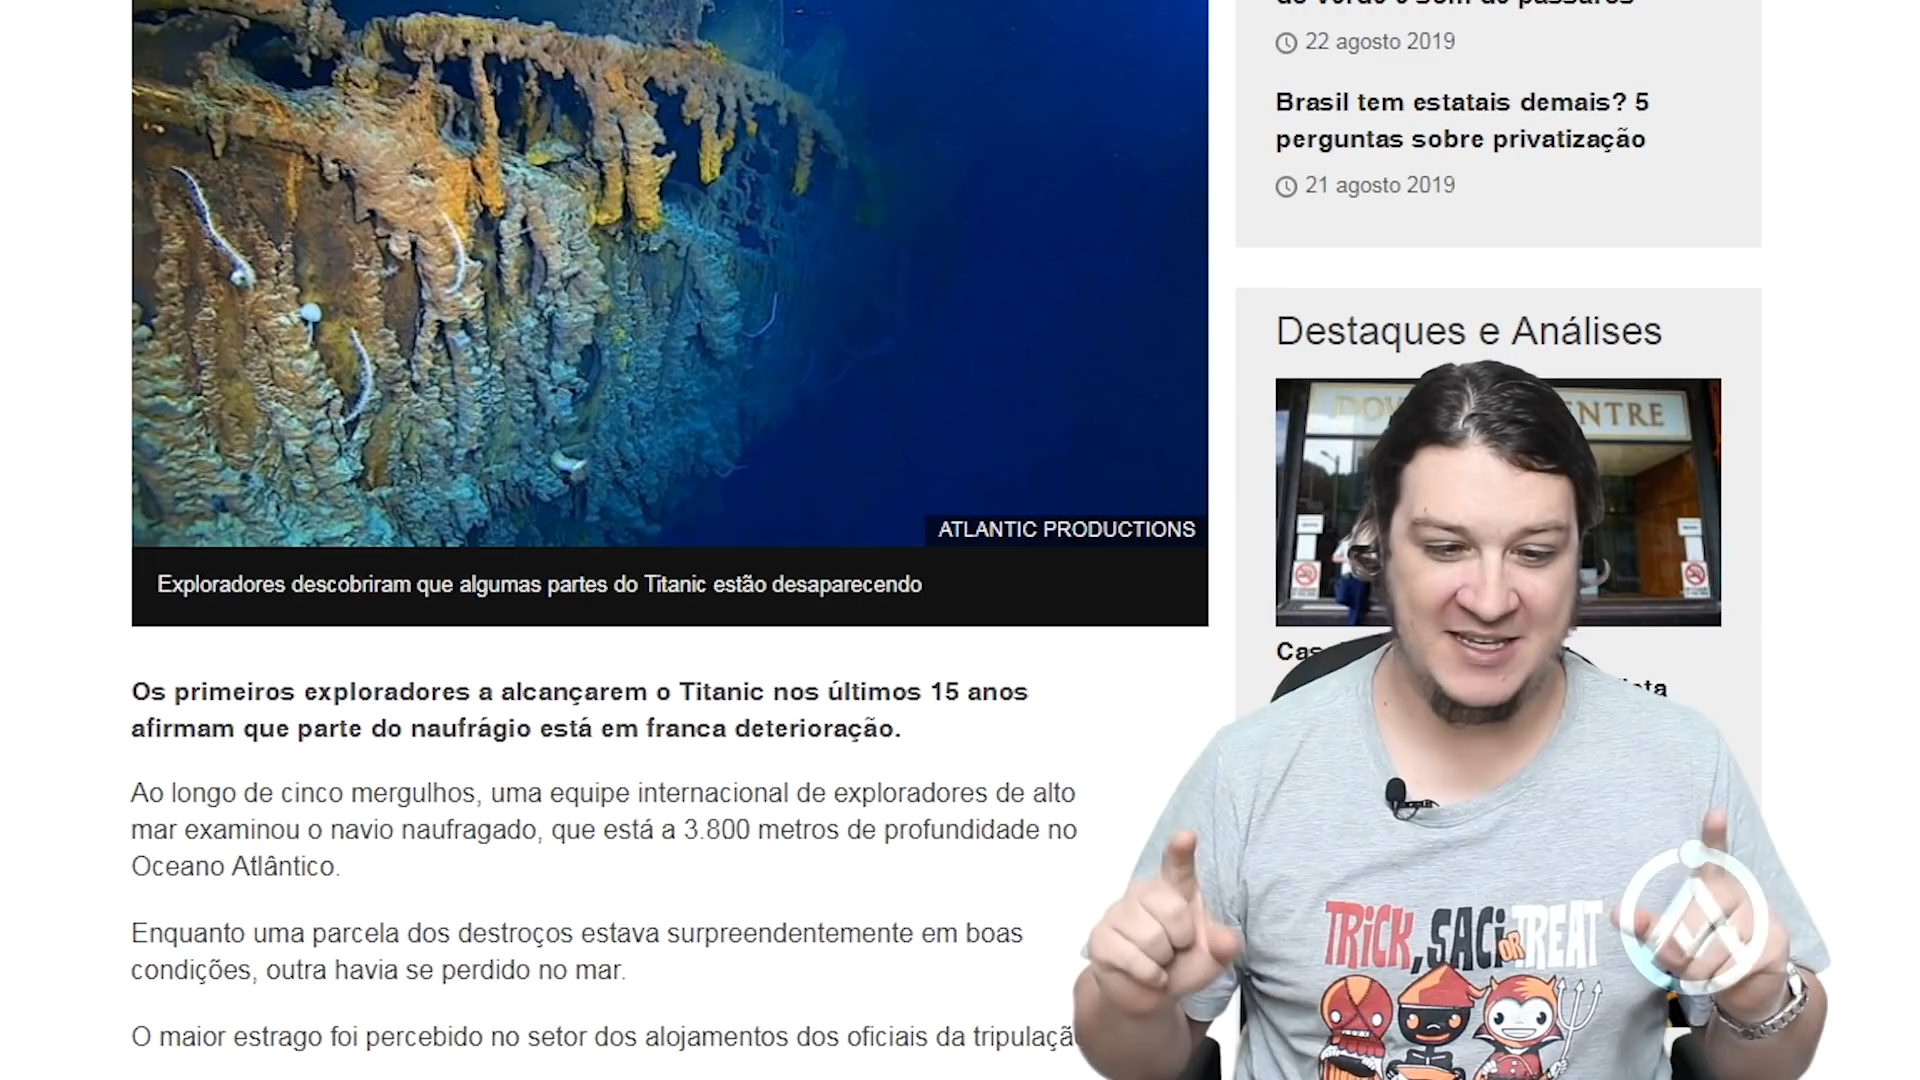 ATLANTIC PRODUCTIONS
Exploradores descobriram que algumas partes do Titanic estão desaparecendo
Os primeiros exploradores a alcançarem o Titanic nos últimos 15 anos
afirmam que parte do naufrágio está em franca deterioração.
Ao longo de cinco mergulhos, uma equipe internacional de exploradores de alto
mar examinou o navio naufragado, que está a 3.800 metros de profundidade no
Oceano Atlântico.
Enquanto uma parcela dos destroços estava surpreendentemente em boas
condições, outra havia se perdido no mar.
O maior estrago foi percebido no setor dos alojamentos dos oficiais da tripulaçã
22 agosto 2019
Brasil tem estatais demais? 5
perguntas sobre privatização
21 agosto 2019
Destaques e Análises
TRICK, SACI OR TREAT